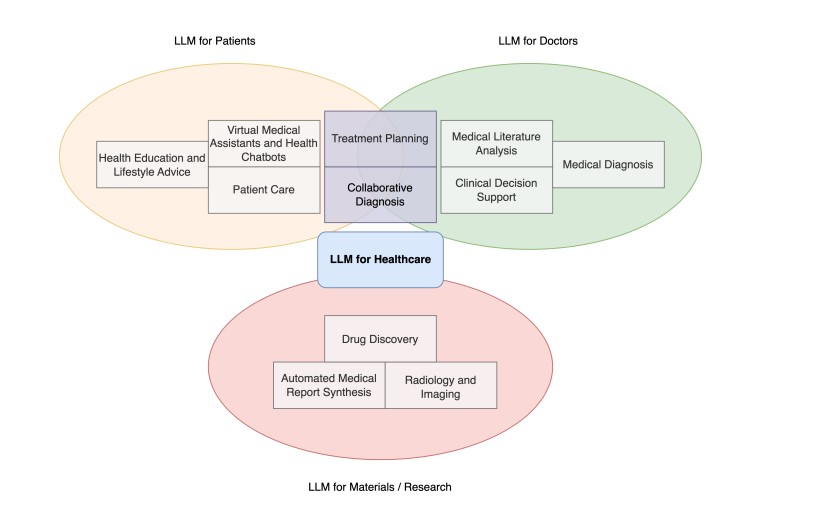 LLM for Patients
LLM for Doctors
Health Education and
Lifestyle Advice
Virtual Medical
Assistants and Health
Chatbots
Patient Care
Treatment Planning
Collaborative
Diagnosis
Medical Literature
Analysis
Clinical Decision
Support
Medical Diagnosis
LLM for Healthcare
Drug Discovery
Automated Medical
Report Synthesis
Radiology and
Imaging
LLM for Materials / Research